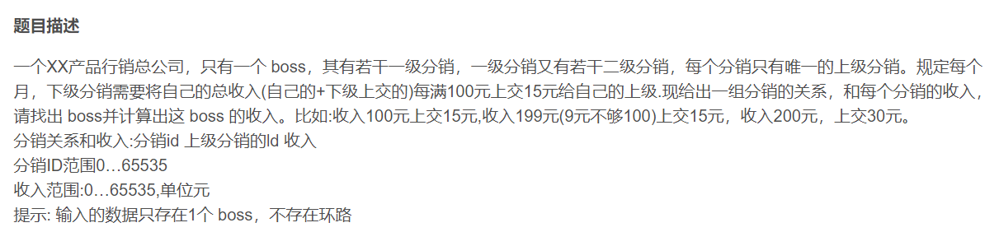 题目描述
一个XX产品行销总公司，只有一个 boss，其有若干一级分销，一级分销又有若干二级分销，每个分销只有唯一的上级分销。规定每个
月，下级分销需要将自己的总收入(自己的+下级上交的)每满100元上交15元给自己的上级.现给出一组分销的关系，和每个分销的收入，
请找出 boss并计算出这 boss 的收入。比如:收入100元上交15元,收入199元(9元不够100)上交15元，收入200元，上交30元。
分销关系和收入:分销id 上级分销的ld 收入
分销ID范围0…65535
收入范围:0…65535,单位元
提示: 输入的数据只存在1个 boss，不存在环路